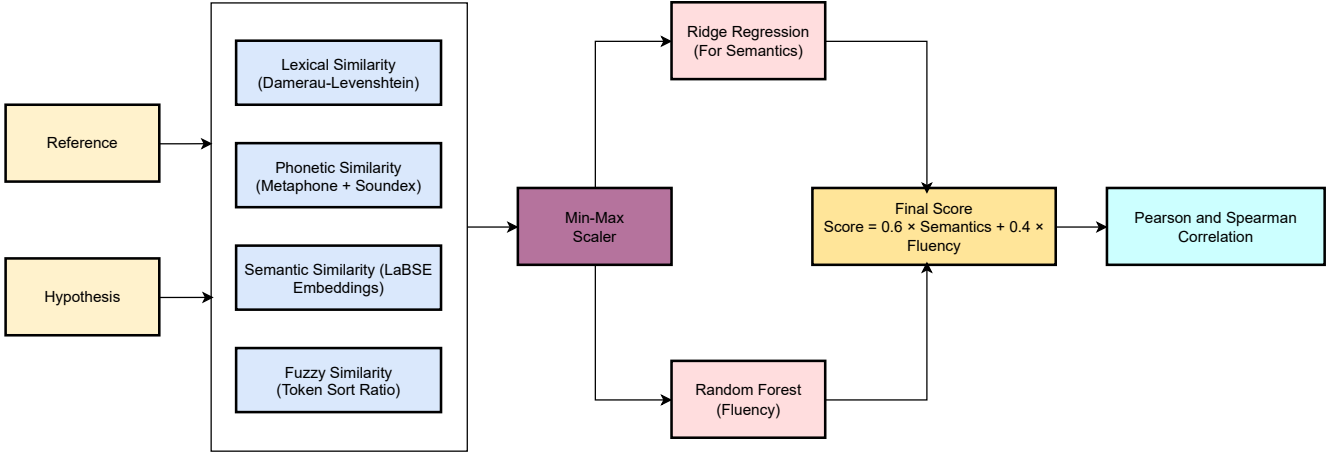 Reference
Hypothesis
Lexical Similarity
(Damerau-Levenshtein)
Phonetic Similarity
(Metaphone + Soundex)
Semantic Similarity (LaBSE
Embeddings)
Fuzzy Similarity
(Token Sort Ratio)
Min-Max
Scaler
Ridge Regression
(For Semantics)
Random Forest
(Fluency)
Final Score
Score = 0.6 × Semantics + 0.4 ×
Fluency
Pearson and Spearman
Correlation